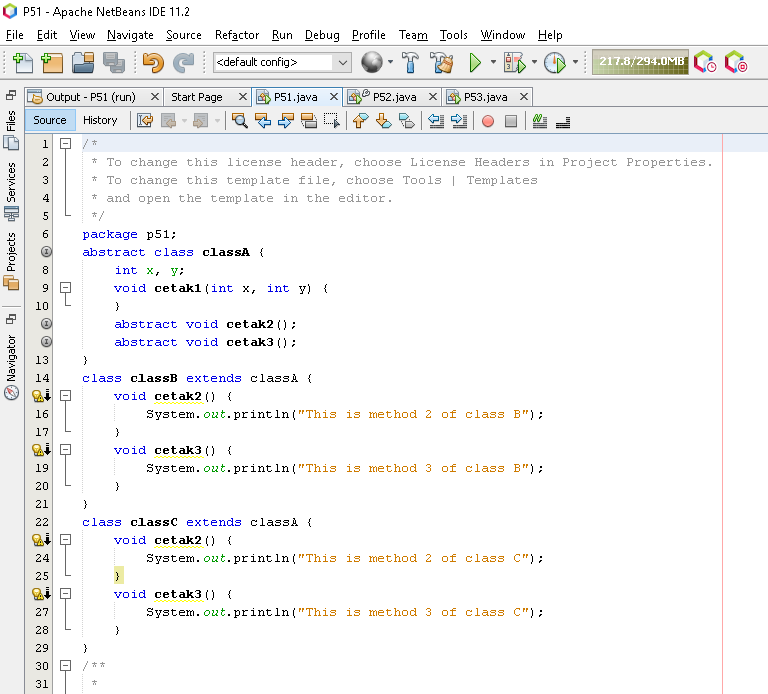 P51 - Apache NetBeans IDE 11.2
File Edit View Navigate Source Refactor Run Debug Profile Team Tools Window Help
<default config> 217.8/294.0MB
Output - P51 (run) Start Page P51.java P52.java P53.java
Source History
Files
Services
Projects
Navigator
1 /*
2 * To change this license header, choose License Headers in Project Properties.
3 * To change this template file, choose Tools | Templates
4 * and open the template in the editor.
5 */
6 package p51;
abstract class classA {
8 int x, y;
9 void cetak1(int x, int y) {
10 }
abstract void cetak2();
abstract void cetak3();
13 }
14 class classB extends classA {
void cetak2() {
16 System.out.println("This is method 2 of class B");
17 }
void cetak3() {
19 System.out.println("This is method 3 of class B");
20 }
21 }
22 class classC extends classA {
void cetak2() {
24 System.out.println("This is method 2 of class C");
25 }
void cetak3() {
27 System.out.println("This is method 3 of class C");
28 }
29 }
30 /**
31 *